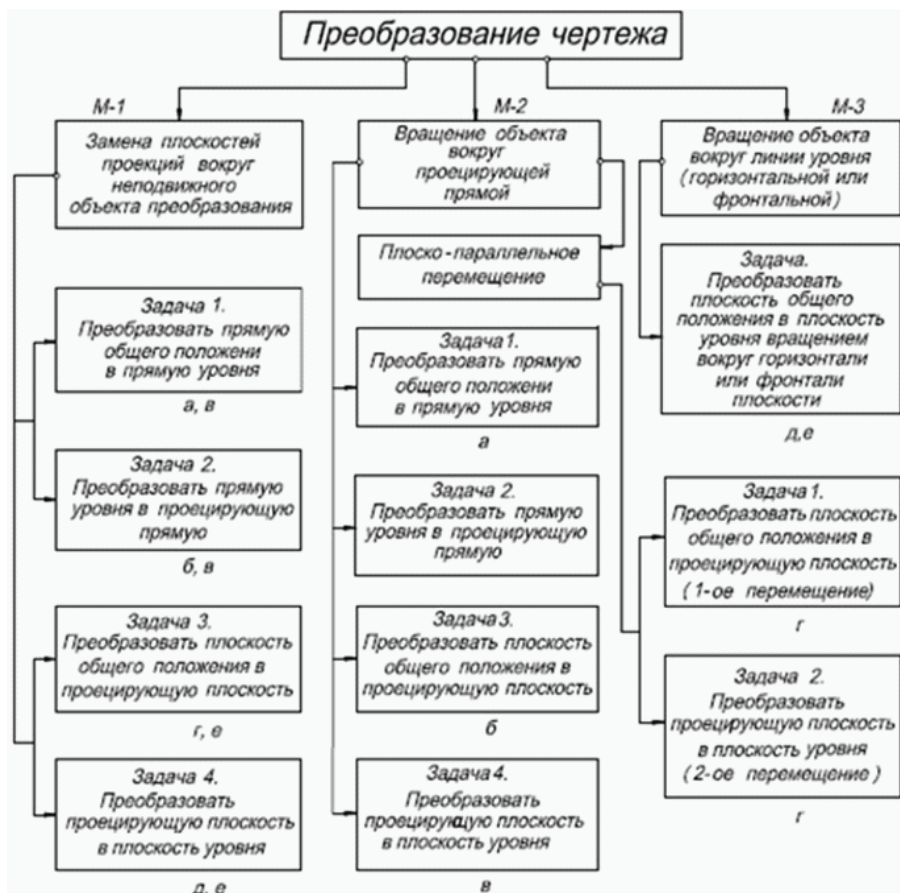 Преобразование чертежа
М-1
Замена плоскостей
проекций вокруг
неподвижного
объекта преобразования
Задача 1.
Преобразовать прямую
общего положени
в прямую уровня
а, в
Задача 2.
Преобразовать прямую
уровня в проецирующую
прямую
б, в
Задача 3.
Преобразовать плоскость
общего положения в
проецирующую плоскость
г, е
Задача 4.
Преобразовать
проецирующую плоскость
в плоскость уровня
д, е
М-2
Вращение объекта
вокруг
проецирующей
прямой
Плоско-параллельное
перемещение
Задача 1.
Преобразовать прямую
общего положени
в прямую уровня
а
Задача 2.
Преобразовать прямую
уровня в проецирующую
прямую
Задача 3.
Преобразовать плоскость
общего положения в
проецирующую плоскость
б
Задача 4.
Преобразовать
проецирующую плоскость
в плоскость уровня
в
М-3
Вращение объекта
вокруг линии уровня
(горизонтальной или
фронтальной)
Задача.
Преобразовать
плоскость общего
положения в плоскость
уровня вращением
вокруг горизонтали
или фронтали
плоскости
д,е
Задача 1.
Преобразовать плоскость
общего положения в
проецирующую плоскость
(1-ое перемещение)
г
Задача 2.
Преобразовать
проецирующую плоскость
в плоскость уровня
(2-ое перемещение)
г